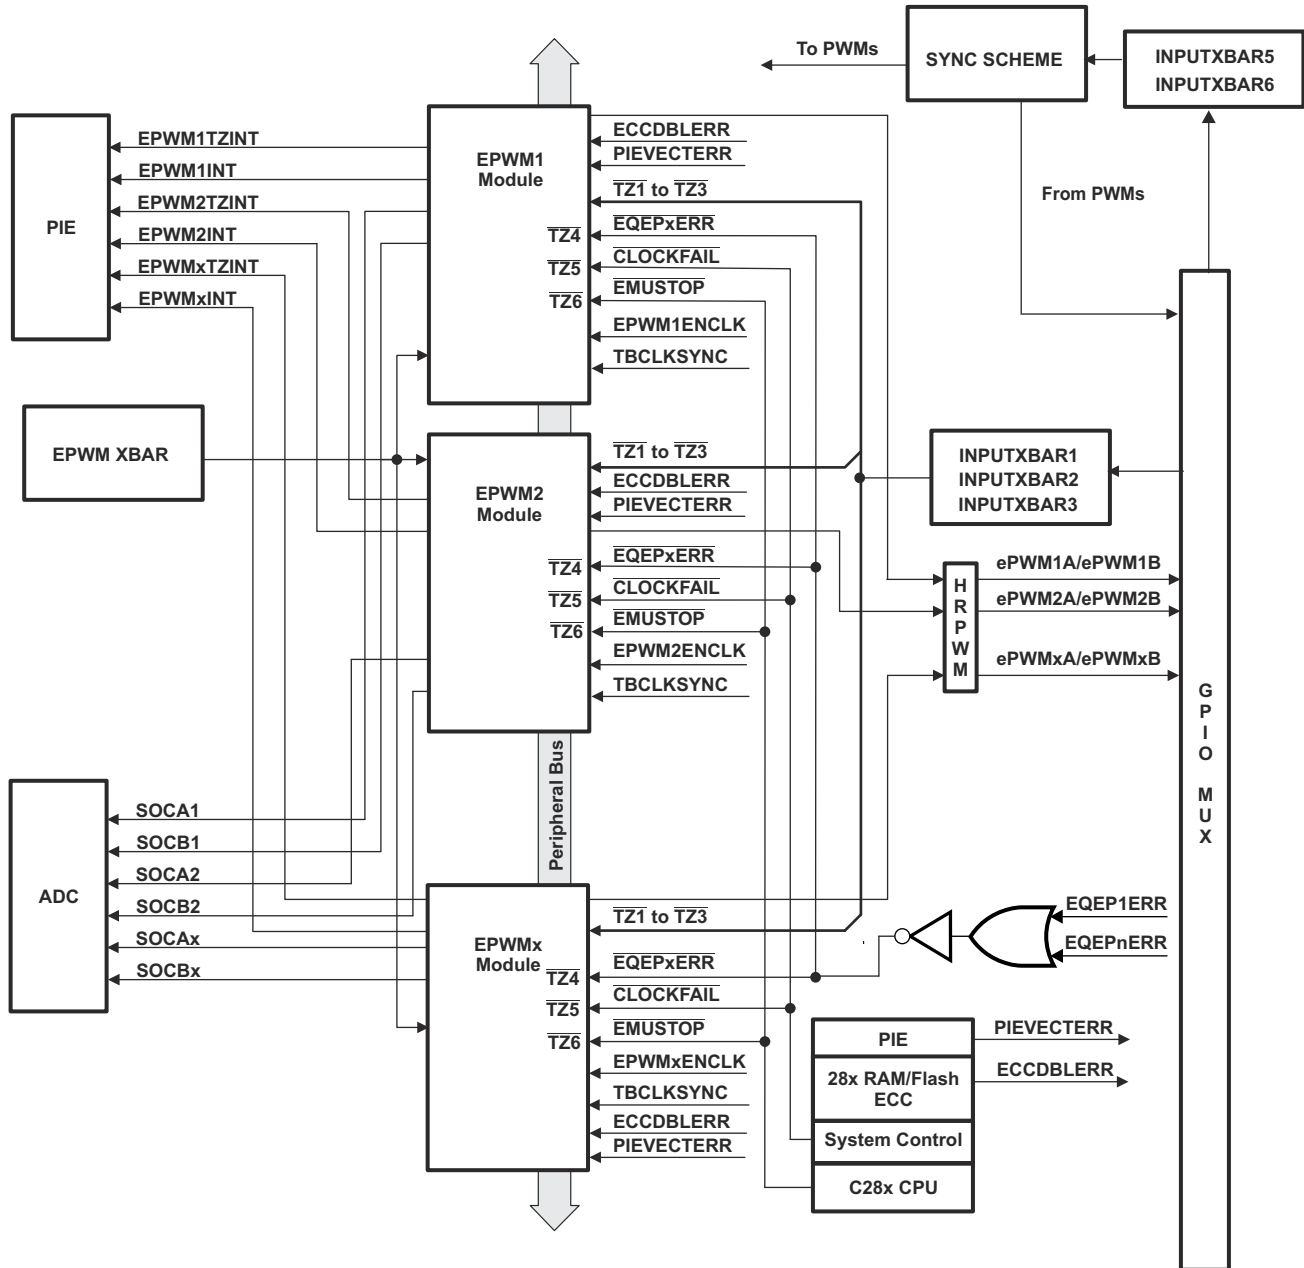 To PWMs
SYNC SCHEME
INPUTXBAR5
INPUTXBAR6
From PWMs
PIE
EPWM1TZINT
EPWM1INT
EPWM2TZINT
EPWM2INT
EPWMxTZINT
EPWMxINT
EPWM1
Module
ECCDBLERR
PIEVECTERR
TZ1 to TZ3
TZ4
EQEPxERR
TZ5
CLOCKFAIL
TZ6
EMUSTOP
EPWM1ENCLK
TBCLKSYNC
EPWM XBAR
EPWM2
Module
TZ1 to TZ3
ECCDBLERR
PIEVECTERR
TZ4
EQEPxERR
TZ5
CLOCKFAIL
TZ6
EMUSTOP
EPWM2ENCLK
TBCLKSYNC
INPUTXBAR1
INPUTXBAR2
INPUTXBAR3
HRPWM
ePWM1A/ePWM1B
ePWM2A/ePWM2B
ePWMxA/ePWMxB
GPIO MUX
Peripheral Bus
ADC
SOCA1
SOCB1
SOCA2
SOCB2
SOCAx
SOCBx
EPWMx
Module
TZ1 to TZ3
TZ4
EQEPxERR
TZ5
CLOCKFAIL
TZ6
EMUSTOP
EPWMxENCLK
TBCLKSYNC
ECCDBLERR
PIEVECTERR
EQEP1ERR
EQEPnERR
PIE
PIEVECTERR
28x RAM/Flash
ECC
ECCDBLERR
System Control
C28x CPU